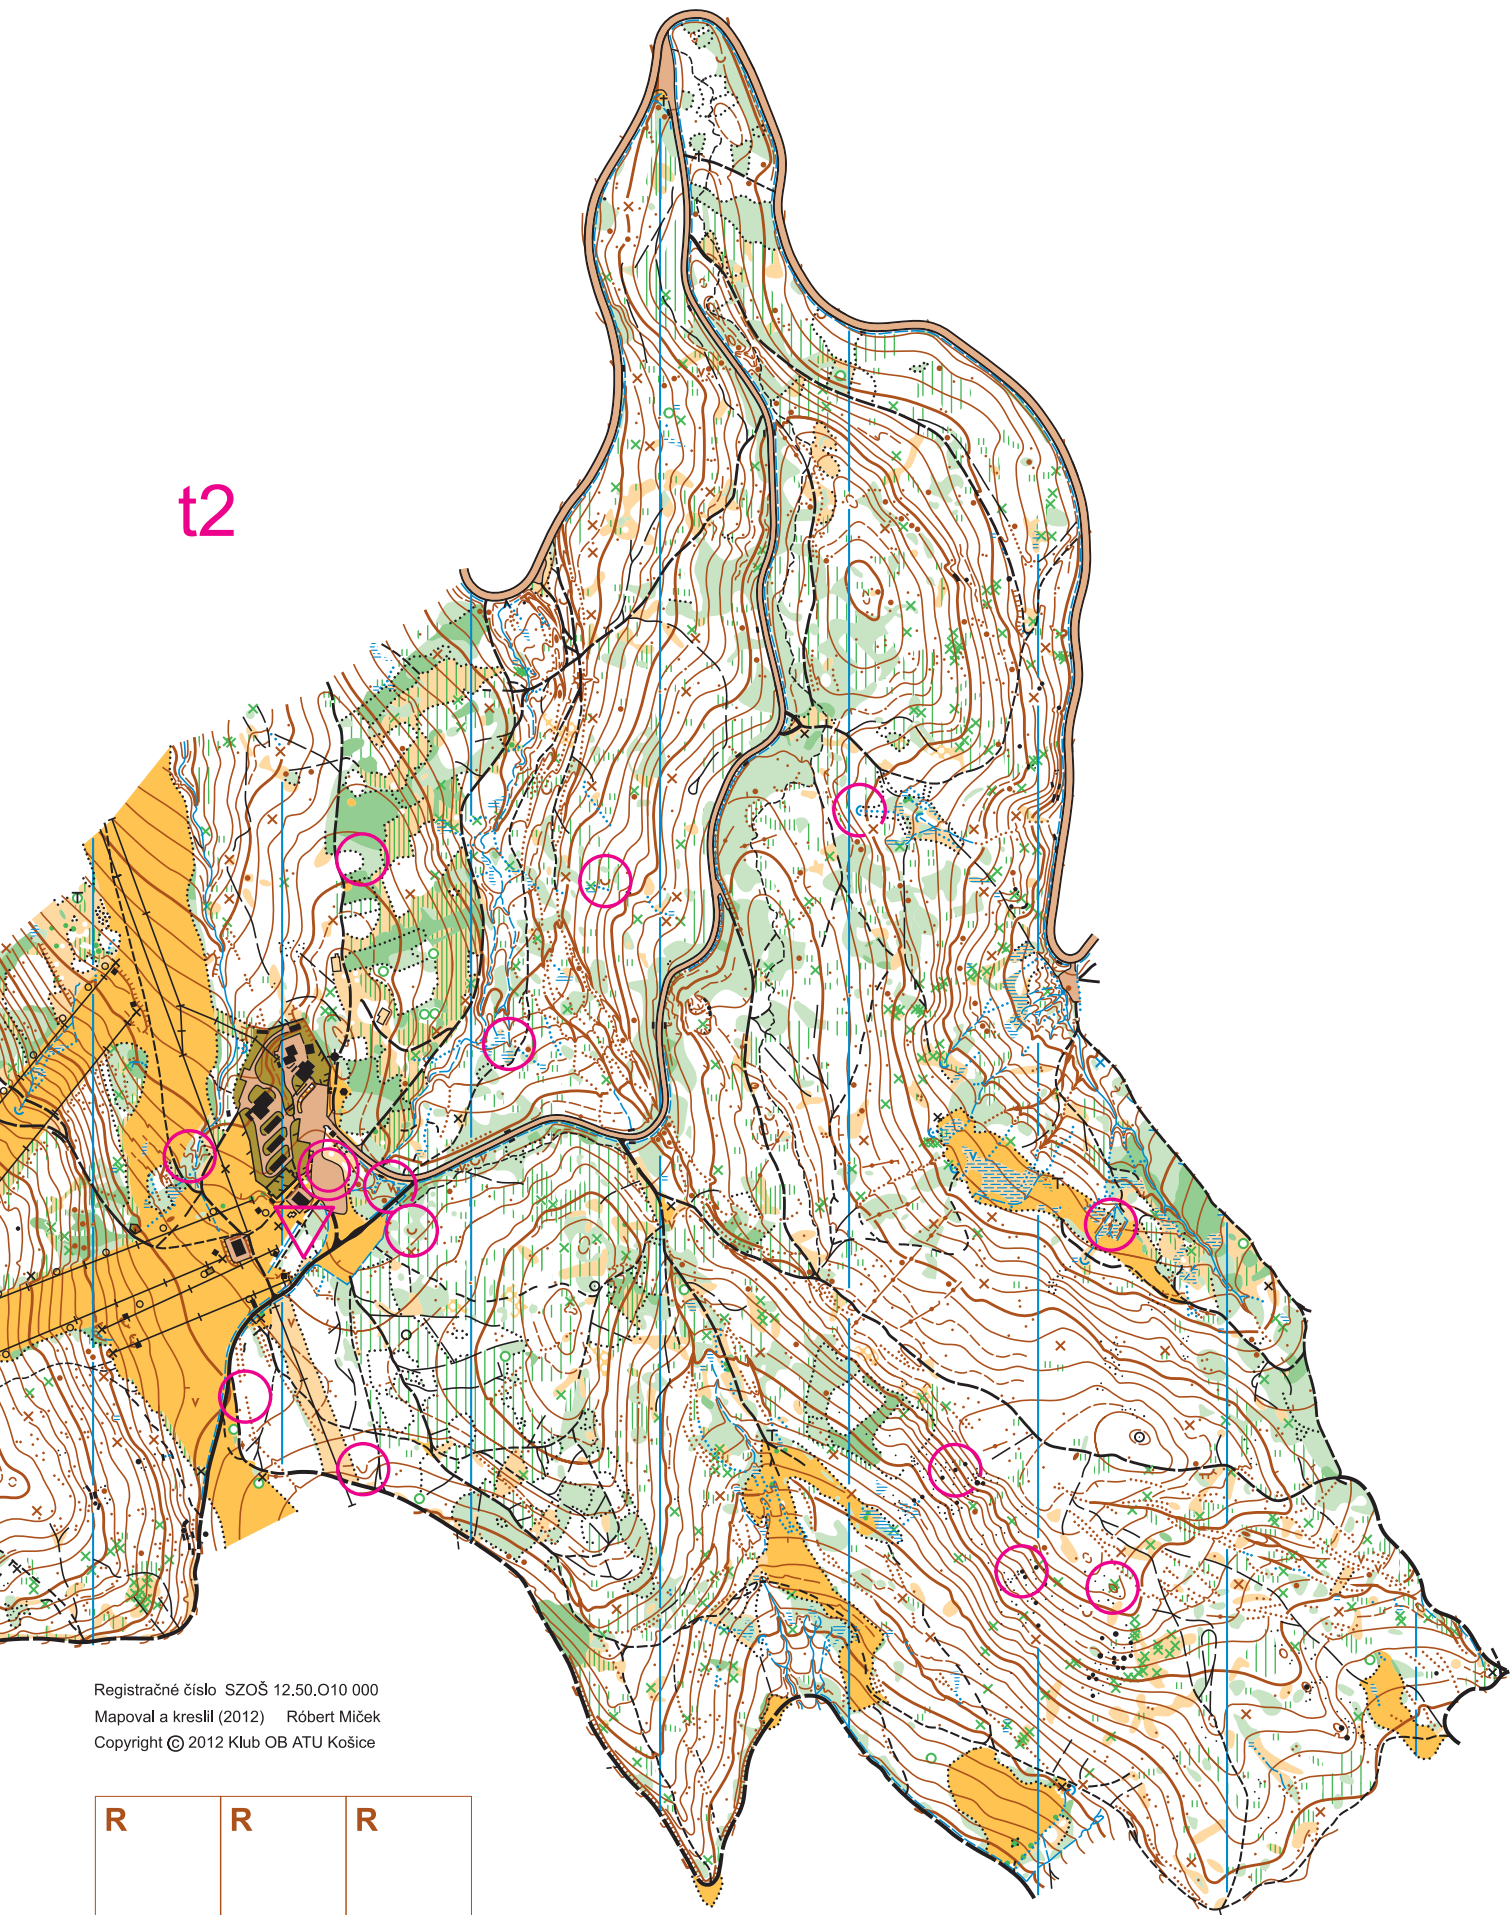 t2
Registračné číslo SZOŠ 12.50.O10 000
Mapoval a kreslil (2012) Róbert Miček
Copyright © 2012 Klub OB ATU Košice
R R R